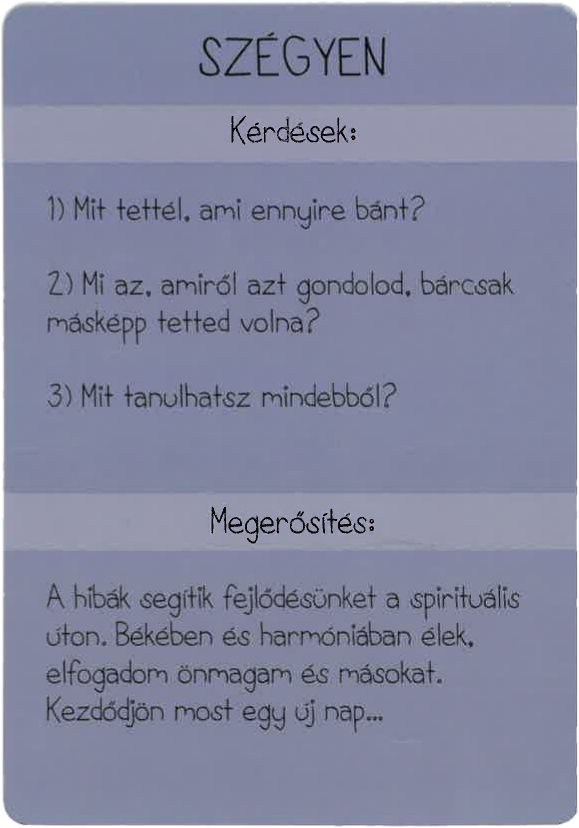 SZÉGYEN
Kérdések:
1) Mit tettél, ami ennyire bánt?
2) Mi az, amiről azt gondolod, bárcsak
másképp tetted volna?
3) Mit tanulhatsz mindebből?
Megerősítés:
A hibák segítik fejlődésünket a spirituális
úton. Békében és harmóniában élek,
elfogadom önmagam és másokat.
Kezdődjön most egy új nap...